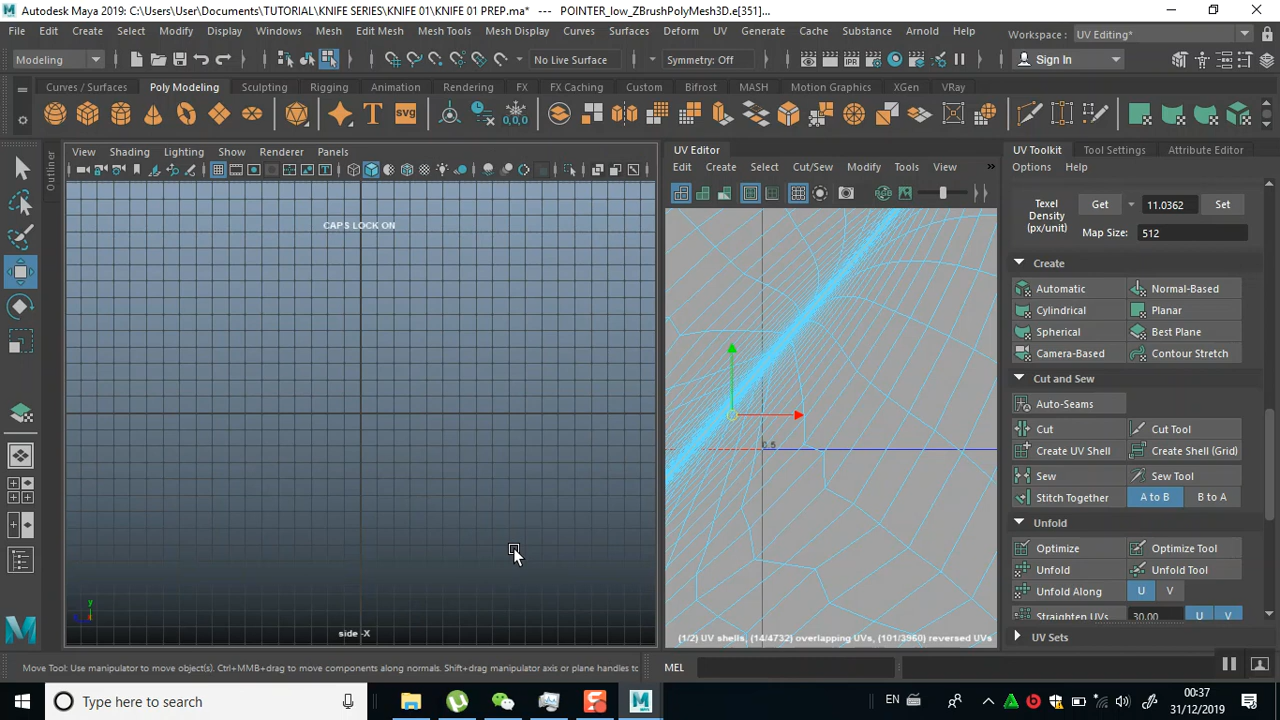 Autodesk Maya 2019: C:\Users\User\Documents\TUTORIAL\KNIFE SERIES\KNIFE 01\KNIFE 01 PREP.ma* --- POINTER_low_ZBrushPolyMesh3D.e[351]...
File Edit Create Select Modify Display Windows Mesh Edit Mesh Mesh Tools Mesh Display Curves Surfaces Deform UV Generate Cache Substance Arnold Help Workspace : UV Editing*
Modeling No Live Surface Symmetry: Off Sign In
Curves / Surfaces Poly Modeling Sculpting Rigging Animation Rendering FX FX Caching Custom Bifrost MASH Motion Graphics XGen VRay
SVG 0,0,0
Outliner
View Shading Lighting Show Renderer Panels
CAPS LOCK ON
side -X
UV Editor
Edit Create Select Cut/Sew Modify Tools View »
0.5
(1/2) UV shells, (14/4732) overlapping UVs, (101/3960) reversed UVs
UV Toolkit Tool Settings Attribute Editor
Options Help
Texel Density (px/unit) Get 11.0362 Set
Map Size: 512
Create
Automatic Normal-Based
Cylindrical Planar
Spherical Best Plane
Camera-Based Contour Stretch
Cut and Sew
Auto-Seams
Cut Cut Tool
Create UV Shell Create Shell (Grid)
Sew Sew Tool
Stitch Together A to B B to A
Unfold
Optimize Optimize Tool
Unfold Unfold Tool
Unfold Along U V
Straighten UVs 30.00 U V
UV Sets
Move Tool: Use manipulator to move object(s). Ctrl+MMB+drag to move components along normals. Shift+drag manipulator axis or plane handles to
MEL
Type here to search
EN
00:37
31/12/2019